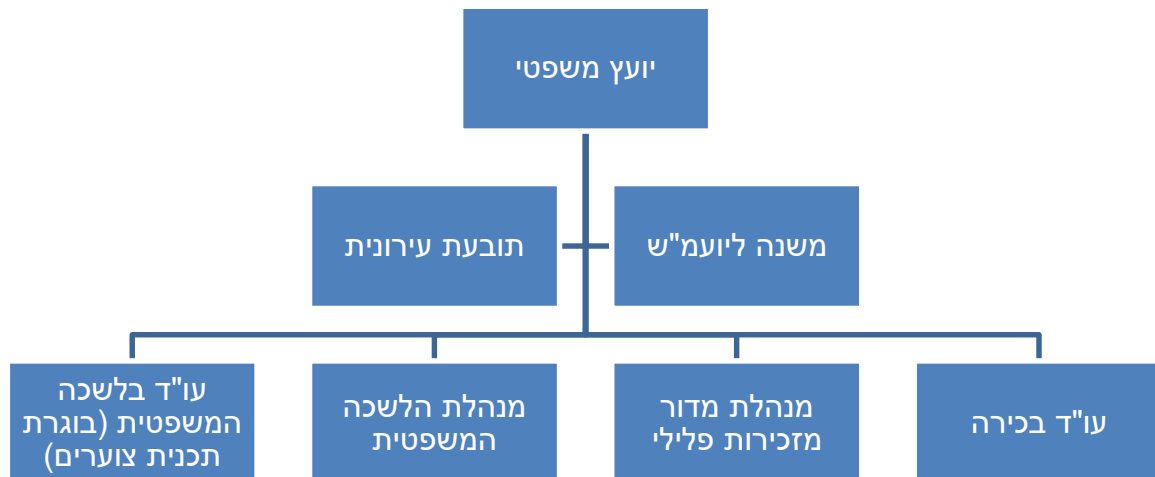 יועץ משפטי
משנה ליועמ"ש
תובעת עירונית
עו"ד בכירה
מנהלת מדור
מזכירות פלילי
מנהלת הלשכה
המשפטית
עו"ד בלשכה
המשפטית (בוגרת
תכנית צוערים)